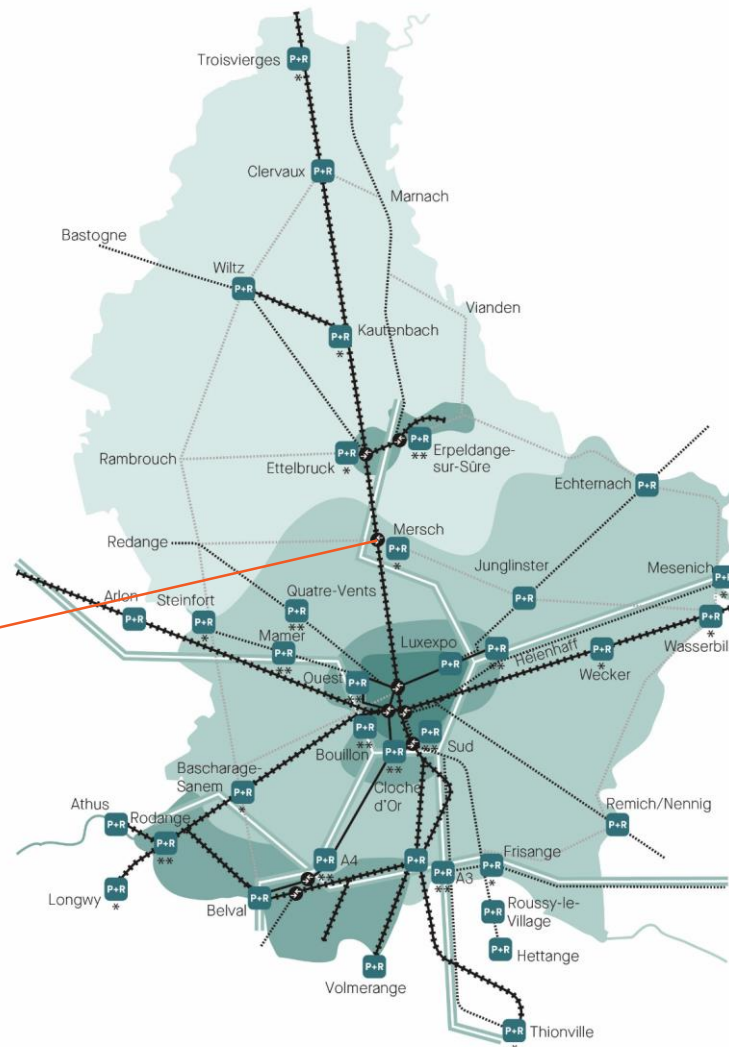 Troisvierges
P+R
*
Clervaux
P+R
Marnach
Bastogne
Wiltz
P+R
Vianden
Kautenbach
P+R
*
Rambrouch
P+R
Ettelbruck
*
P+R
**
Erpeldange-
sur-Sûre
Echternach
P+R
Mersch
P+R
*
Redange
Junglinster
P+R
Mesenich
P+R
*
Arlon
P+R
Steinfort
P+R
*
Quatre-Vents
P+R
**
Mamer
P+R
**
Luxexpo
P+R
P+R
**
Heienhaff
Wasserbil
P+R
*
Wecker
P+R
*
Ouest
P+R
**
Bouillon
P+R
**
P+R
**
Sud
P+R
**
Cloche
d'Or
Bascharage-
Sanem
P+R
*
Athus
P+R
Rodange
P+R
**
Remich/Nennig
P+R
Longwy
P+R
*
A4
P+R
**
Belval
P+R
P+R
P+R
A3
**
Frisange
P+R
*
P+R
Roussy-le-
Village
P+R
Hettange
P+R
Volmerange
P+R
Thionville
*